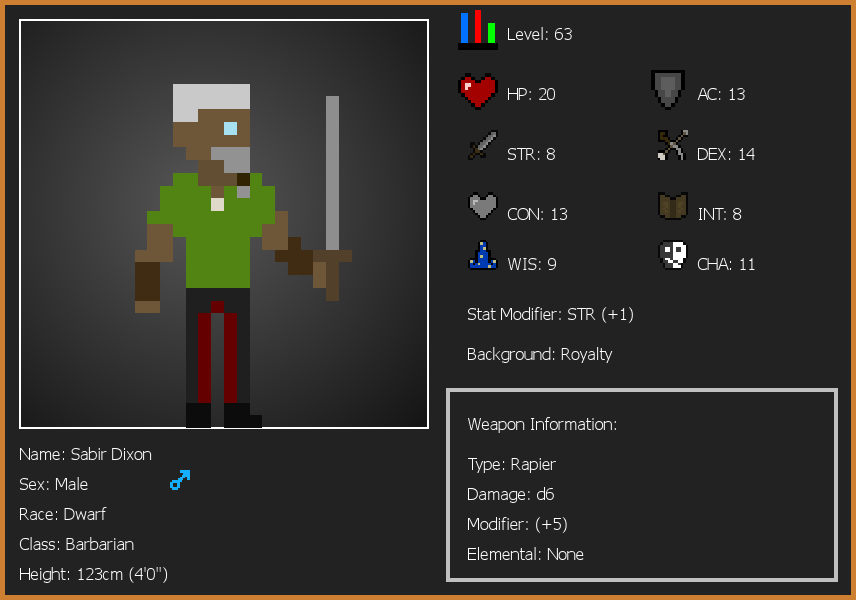 Level: 63
HP: 20
AC: 13
STR: 8
DEX: 14
CON: 13
INT: 8
WIS: 9
CHA: 11
Stat Modifier: STR (+1)
Background: Royalty
Weapon Information:
Type: Rapier
Damage: d6
Modifier: (+5)
Elemental: None
Name: Sabir Dixon
Sex: Male
Race: Dwarf
Class: Barbarian
Height: 123cm (4'0")